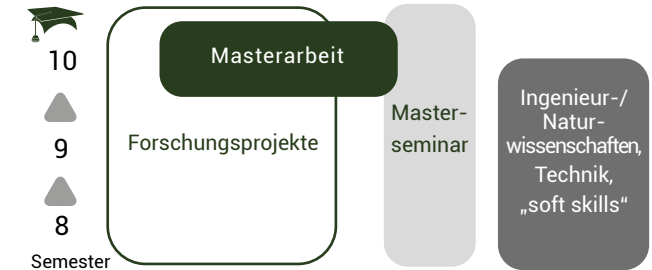 10
9
8
Semester
Masterarbeit
Forschungsprojekte
Master-
seminar
Ingenieur-/
Natur-
wissenschaften,
Technik,
„soft skills“